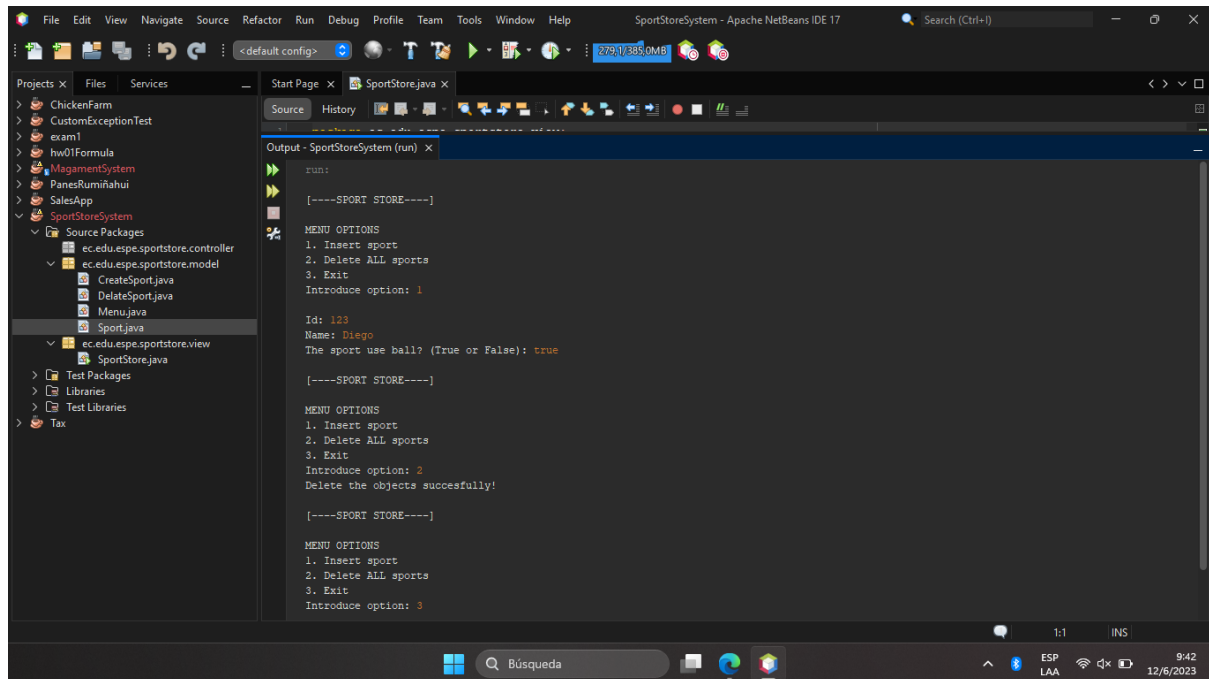 File Edit View Navigate Source Refactor Run Debug Profile Team Tools Window Help SportStoreSystem - Apache NetBeans IDE 17 Search (Ctrl+I)
<default config> 279,1/385,0MB
Projects Files Services
ChickenFarm
CustomExceptionTest
exam1
hw01Formula
MagamentSystem
PanesRumiñahui
SalesApp
SportStoreSystem
Source Packages
ec.edu.espe.sportstore.controller
ec.edu.espe.sportstore.model
CreateSport.java
DelateSport.java
Menu.java
Sport.java
ec.edu.espe.sportstore.view
SportStore.java
Test Packages
Libraries
Test Libraries
Tax
Start Page SportStore.java
Source History
Output - SportStoreSystem (run)
run:
[----SPORT STORE----]
MENU OPTIONS
1. Insert sport
2. Delete ALL sports
3. Exit
Introduce option: 1
Id: 123
Name: Diego
The sport use ball? (True or False): true
[----SPORT STORE----]
MENU OPTIONS
1. Insert sport
2. Delete ALL sports
3. Exit
Introduce option: 2
Delete the objects succesfully!
[----SPORT STORE----]
MENU OPTIONS
1. Insert sport
2. Delete ALL sports
3. Exit
Introduce option: 3
1:1 INS
Búsqueda
ESP
LAA
9:42
12/6/2023